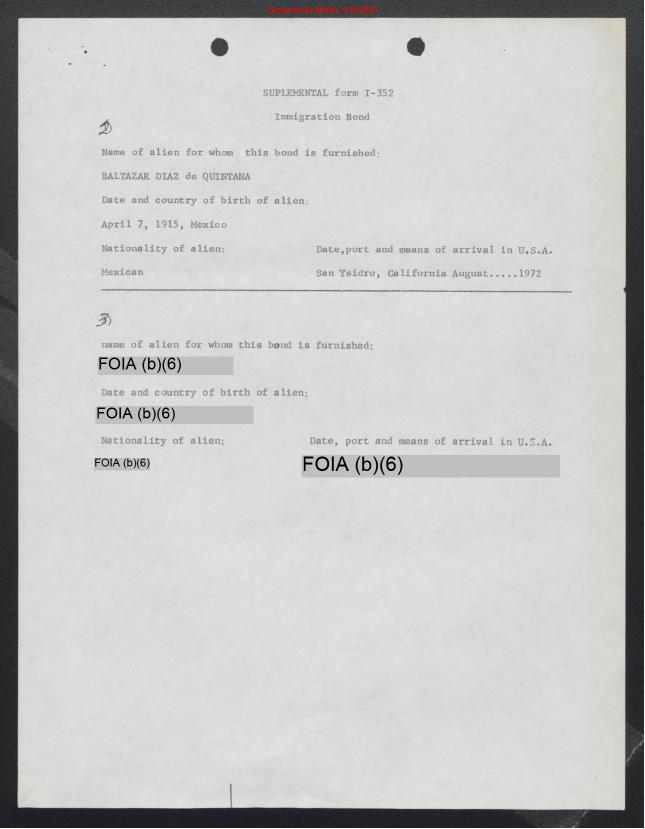 Screened by NARA, 4/15/2021
SUPLEMENTAL form I-352
Immigration Bond
2)
Name of alien for whom this bond is furnished:
BALTAZAR DIAZ de QUINTANA
Date and country of birth of alien:
April 7, 1915, Mexico
Nationality of alien: Date,port and means of arrival in U.S.A.
Mexican San Ysidro, California August.....1972
3)
name of alien for whom this bond is furnished:
FOIA (b)(6)
Date and country of birth of alien:
FOIA (b)(6)
Nationality of alien: Date, port and means of arrival in U.S.A.
FOIA (b)(6) FOIA (b)(6)